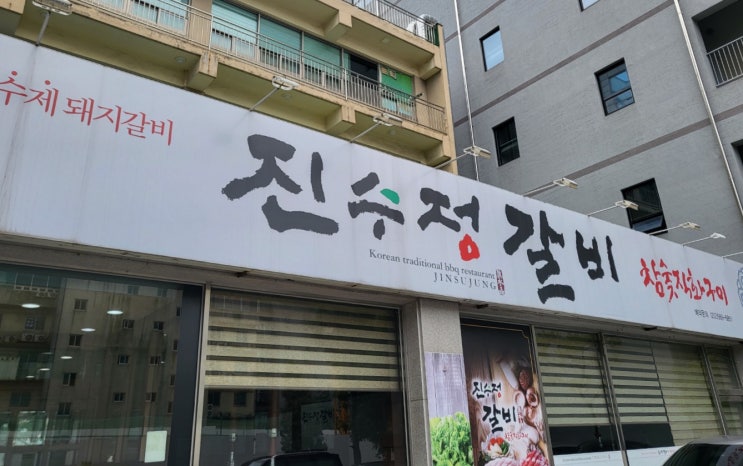 수제 돼지갈비
진수정 갈비
Korean traditional bbq restaurant
JINSUJUNG
참숯직화구이
진수정
갈비